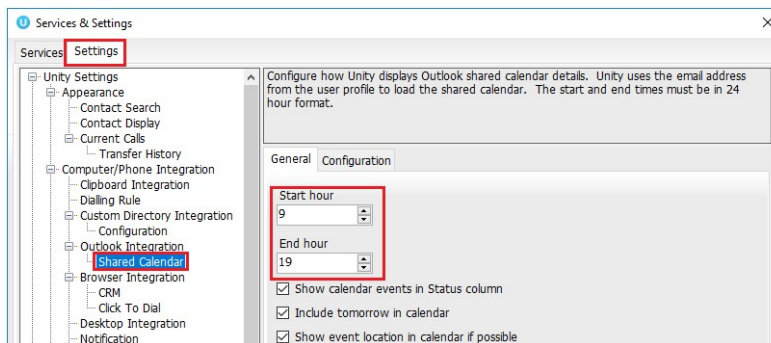 Services & Settings
Services
Settings
Unity Settings
Appearance
Contact Search
Contact Display
Current Calls
Transfer History
Computer/Phone Integration
Clipboard Integration
Dialling Rule
Custom Directory Integration
Configuration
Outlook Integration
Shared Calendar
Browser Integration
CRM
Click To Dial
Desktop Integration
Notification
Configure how Unity displays Outlook shared calendar details. Unity uses the email address
from the user profile to load the shared calendar. The start and end times must be in 24
hour format.
General
Configuration
Start hour
9
End hour
19
Show calendar events in Status column
Include tomorrow in calendar
Show event location in calendar if possible